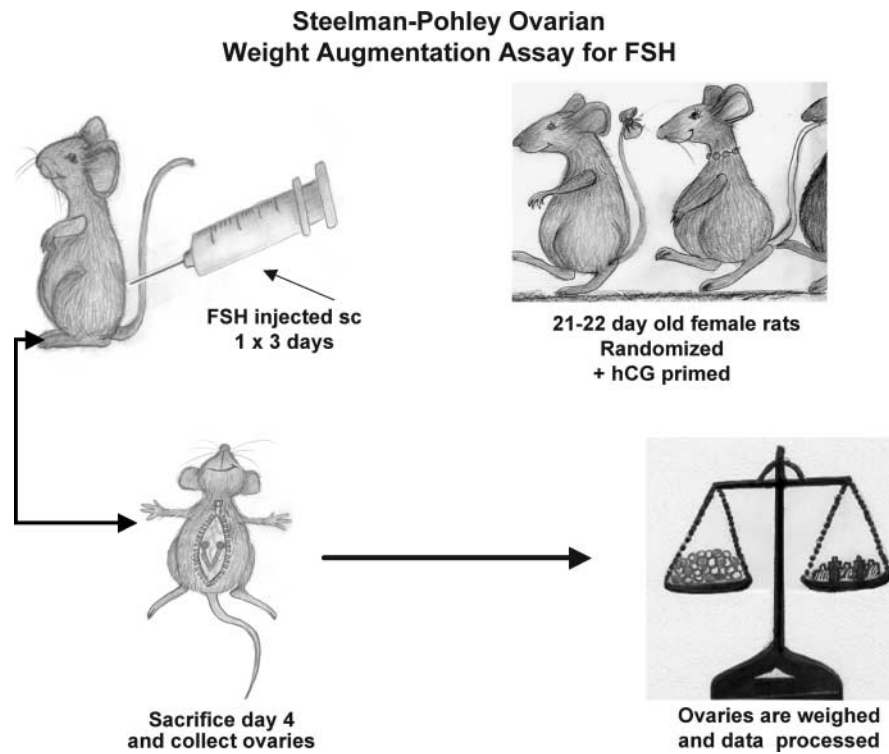 Steelman-Pohley Ovarian
Weight Augmentation Assay for FSH
FSH injected sc
1 x 3 days
21-22 day old female rats
Randomized
+ hCG primed
Sacrifice day 4
and collect ovaries
Ovaries are weighed
and data processed